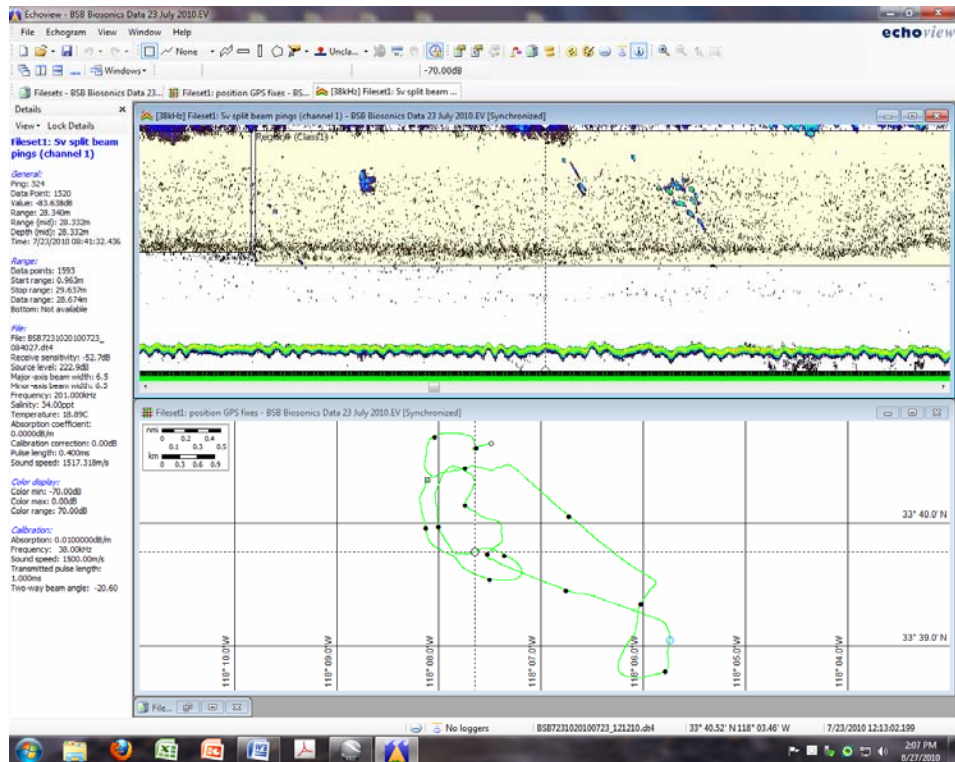 Echoview - BSB Biosonics Data 23 July 2010.EV
File Echogram View Window Help
echoview
None
Uncla...
Windows
-70.00dB
Filesets - BSB Biosonics Data 23... Fileset1: position GPS fixes - BS... [38kHz] Fileset1: Sv split beam ...
Details
View Lock Details
Fileset1: Sv split beam
pings (channel 1)
General:
Ping: 324
Data Point: 1520
Value: -83.638dB
Range: 28.340m
Range (mid): 28.332m
Depth (mid): 28.332m
Time: 7/23/2010 08:41:32.436
Range:
Data points: 1593
Start range: 0.963m
Stop range: 29.637m
Data range: 28.674m
Bottom: Not available
File:
File: BSB7231020100723_
084027.dt4
Receive sensitivity: -52.7dB
Source level: 222.9dB
Major-axis beam width: 6.5
Minor-axis beam width: 6.5
Frequency: 201.000kHz
Salinity: 34.00ppt
Temperature: 18.89C
Absorption coefficient:
0.0000dB/m
Calibration correction: 0.00dB
Pulse length: 0.400ms
Sound speed: 1517.318m/s
Color display:
Color min: -70.00dB
Color max: 0.00dB
Color range: 70.00dB
Calibration:
Absorption: 0.0100000dB/m
Frequency: 38.00kHz
Sound speed: 1500.00m/s
Transmitted pulse length:
1.000ms
Two-way beam angle: -20.60
[38kHz] Fileset1: Sv split beam pings (channel 1) - BSB Biosonics Data 23 July 2010.EV [Synchronized]
(Class1)
Fileset1: position GPS fixes - BSB Biosonics Data 23 July 2010.EV [Synchronized]
nmi
0 0.2 0.4
0.1 0.3 0.5
km
0 0.3 0.6 0.9
33° 40.0' N
33° 39.0' N
118° 10.0'W
118° 09.0'W
118° 08.0'W
118° 07.0'W
118° 06.0'W
118° 05.0'W
118° 04.0'W
File...
No loggers
BSB7231020100723_121210.dt4
33° 40.52' N 118° 03.46' W
7/23/2010 12:13:02.199
2:07 PM
8/27/2010